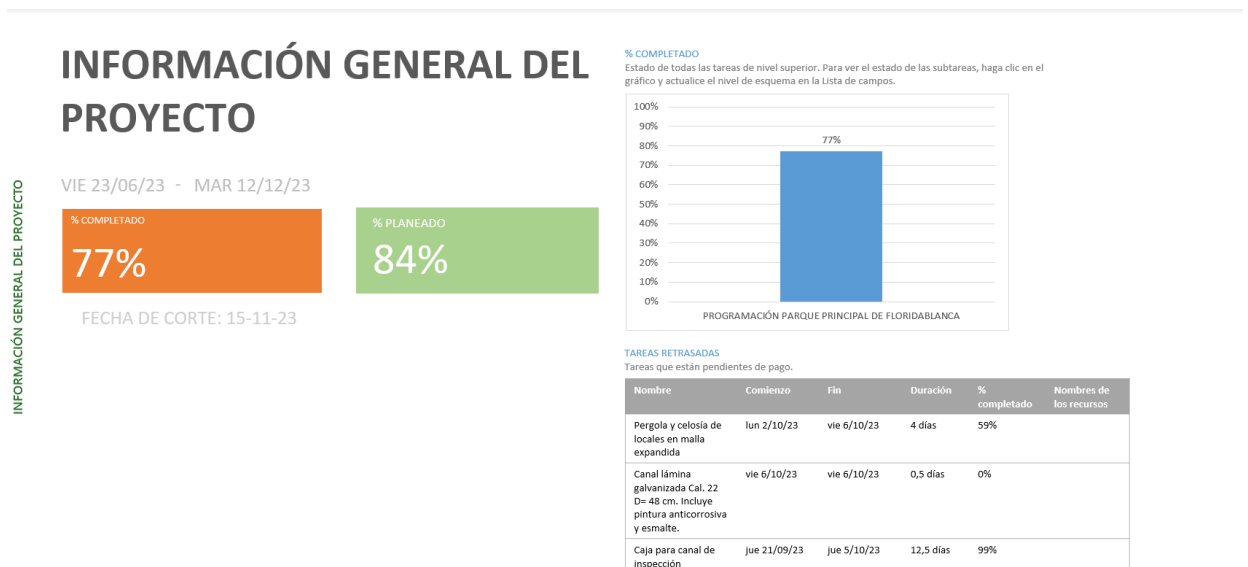 INFORMACIÓN GENERAL DEL PROYECTO
INFORMACIÓN GENERAL DEL
PROYECTO
VIE 23/06/23 - MAR 12/12/23
% COMPLETADO
77%
% PLANEADO
84%
FECHA DE CORTE: 15-11-23
% COMPLETADO
Estado de todas las tareas de nivel superior. Para ver el estado de las subtareas, haga clic en el
gráfico y actualice el nivel de esquema en la Lista de campos.
100%
90%
80%
70%
60%
50%
40%
30%
20%
10%
0%
77%
PROGRAMACIÓN PARQUE PRINCIPAL DE FLORIDABLANCA
TAREAS RETRASADAS
Tareas que están pendientes de pago.
Nombre Comienzo Fin Duración % completado Nombres de los recursos
Pergola y celosía de lun 2/10/23 vie 6/10/23 4 días 59%
locales en malla
expandida
Canal lámina vie 6/10/23 vie 6/10/23 0,5 días 0%
galvanizada Cal. 22
D= 48 cm. Incluye
pintura anticorrosiva
y esmalte.
Caja para canal de jue 21/09/23 jue 5/10/23 12,5 días 99%
inspección